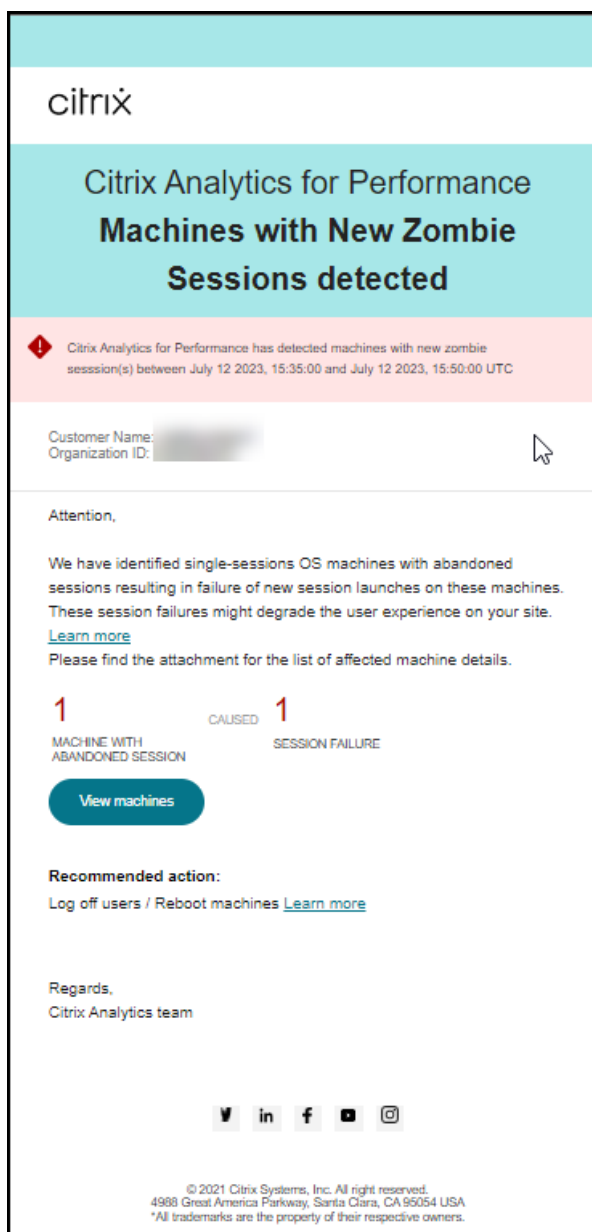 citrix
Citrix Analytics for Performance
Machines with New Zombie
Sessions detected
Citrix Analytics for Performance has detected machines with new zombie
sesssion(s) between July 12 2023, 15:35:00 and July 12 2023, 15:50:00 UTC
Customer Name:
Organization ID:
Attention,
We have identified single-sessions OS machines with abandoned
sessions resulting in failure of new session launches on these machines.
These session failures might degrade the user experience on your site.
Learn more
Please find the attachment for the list of affected machine details.
1 CAUSED 1
MACHINE WITH SESSION FAILURE
ABANDONED SESSION
View machines
Recommended action:
Log off users / Reboot machines Learn more
Regards,
Citrix Analytics team
in f
© 2021 Citrix Systems, Inc. All right reserved.
4988 Great America Parkway, Santa Clara, CA 95054 USA
*All trademarks are the property of their respective owners.